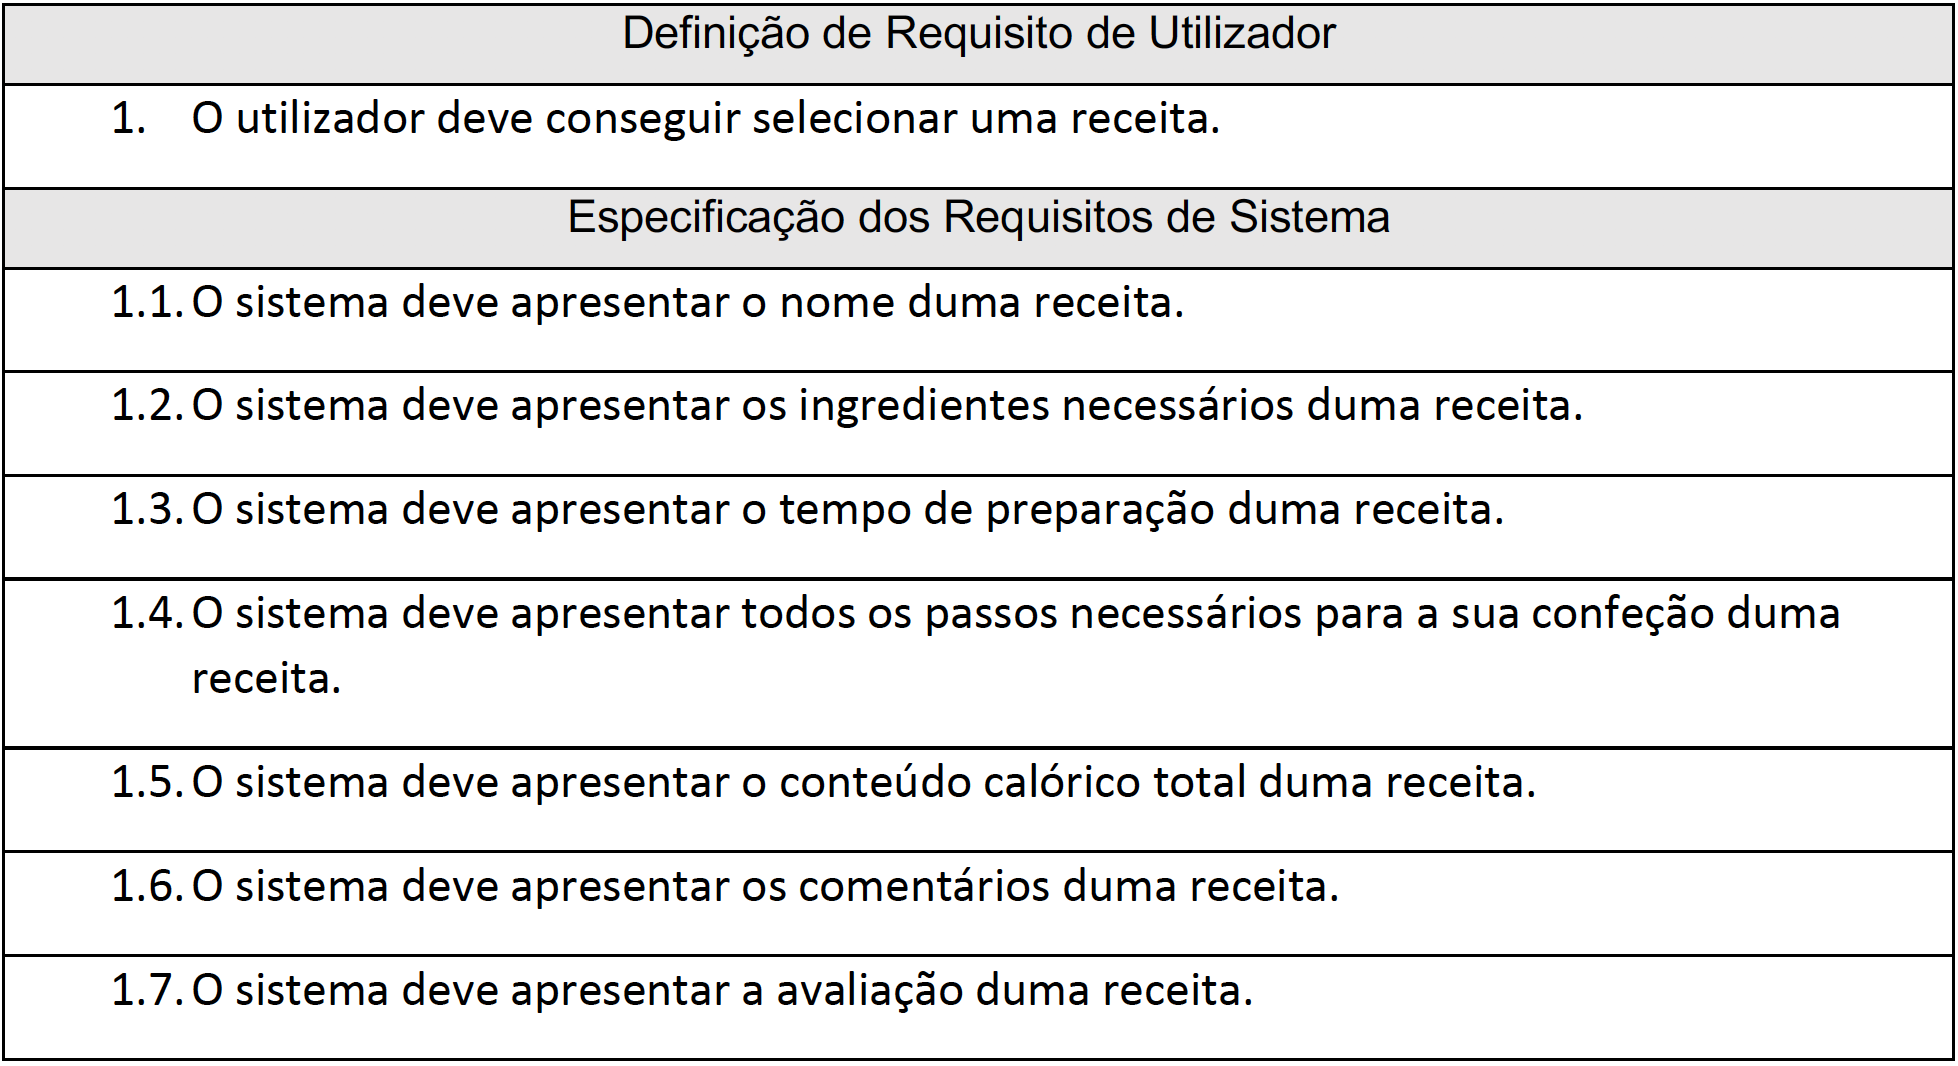 Definição de Requisito de Utilizador
1. O utilizador deve conseguir selecionar uma receita.
Especificação dos Requisitos de Sistema
1.1. O sistema deve apresentar o nome duma receita.
1.2. O sistema deve apresentar os ingredientes necessários duma receita.
1.3. O sistema deve apresentar o tempo de preparação duma receita.
1.4. O sistema deve apresentar todos os passos necessários para a sua confeção duma
receita.
1.5. O sistema deve apresentar o conteúdo calórico total duma receita.
1.6. O sistema deve apresentar os comentários duma receita.
1.7. O sistema deve apresentar a avaliação duma receita.